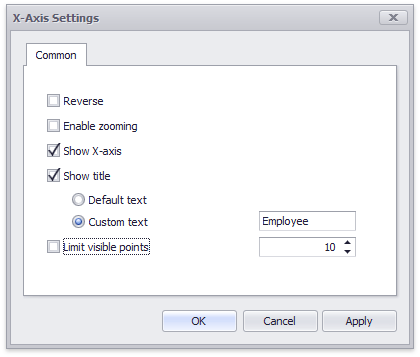 X-Axis Settings
Common
Reverse
Enable zooming
Show X-axis
Show title
Default text
Custom text Employee
Limit visible points 10
OK Cancel Apply